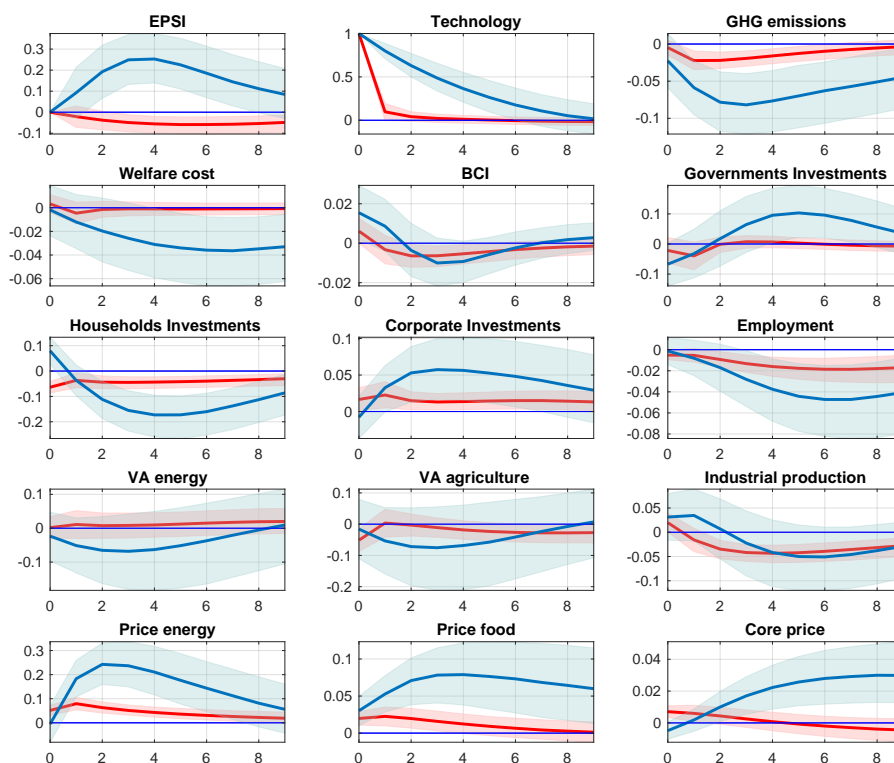 EPSI Technology GHG emissions
0.3 1 0
0.2 0.5 -0.05
0.1 0 -0.1
0
-0.1
0 2 4 6 8 0 2 4 6 8 0 2 4 6 8
Welfare cost BCI Governments Investments
0 0.02 0.1
-0.02 0 0
-0.04 -0.02 -0.1
-0.06
0 2 4 6 8 0 2 4 6 8 0 2 4 6 8
Households Investments Corporate Investments Employment
0 0.1 0
-0.1 0.05 -0.02
-0.2 0 -0.04
-0.06
-0.08
0 2 4 6 8 0 2 4 6 8 0 2 4 6 8
VA energy VA agriculture Industrial production
0.1 0.1 0.05
0 0 0
-0.1 -0.1 -0.05
-0.2 -0.1
0 2 4 6 8 0 2 4 6 8 0 2 4 6 8
Price energy Price food Core price
0.3 0.1 0.04
0.2 0.05 0.02
0.1 0 0
0
0 2 4 6 8 0 2 4 6 8 0 2 4 6 8